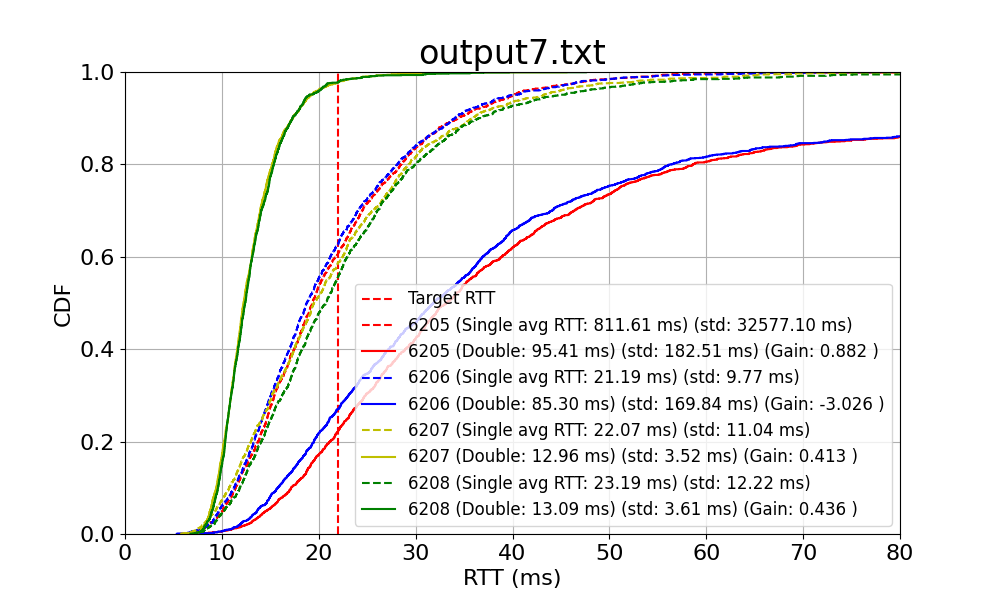 output7.txt
CDF
1.0
0.8
0.6
0.4
0.2
0.0
Target RTT
6205 (Single avg RTT: 811.61 ms) (std: 32577.10 ms)
6205 (Double: 95.41 ms) (std: 182.51 ms) (Gain: 0.882 )
6206 (Single avg RTT: 21.19 ms) (std: 9.77 ms)
6206 (Double: 85.30 ms) (std: 169.84 ms) (Gain: -3.026 )
6207 (Single avg RTT: 22.07 ms) (std: 11.04 ms)
6207 (Double: 12.96 ms) (std: 3.52 ms) (Gain: 0.413 )
6208 (Single avg RTT: 23.19 ms) (std: 12.22 ms)
6208 (Double: 13.09 ms) (std: 3.61 ms) (Gain: 0.436 )
0 10 20 30 40 50 60 70 80
RTT (ms)